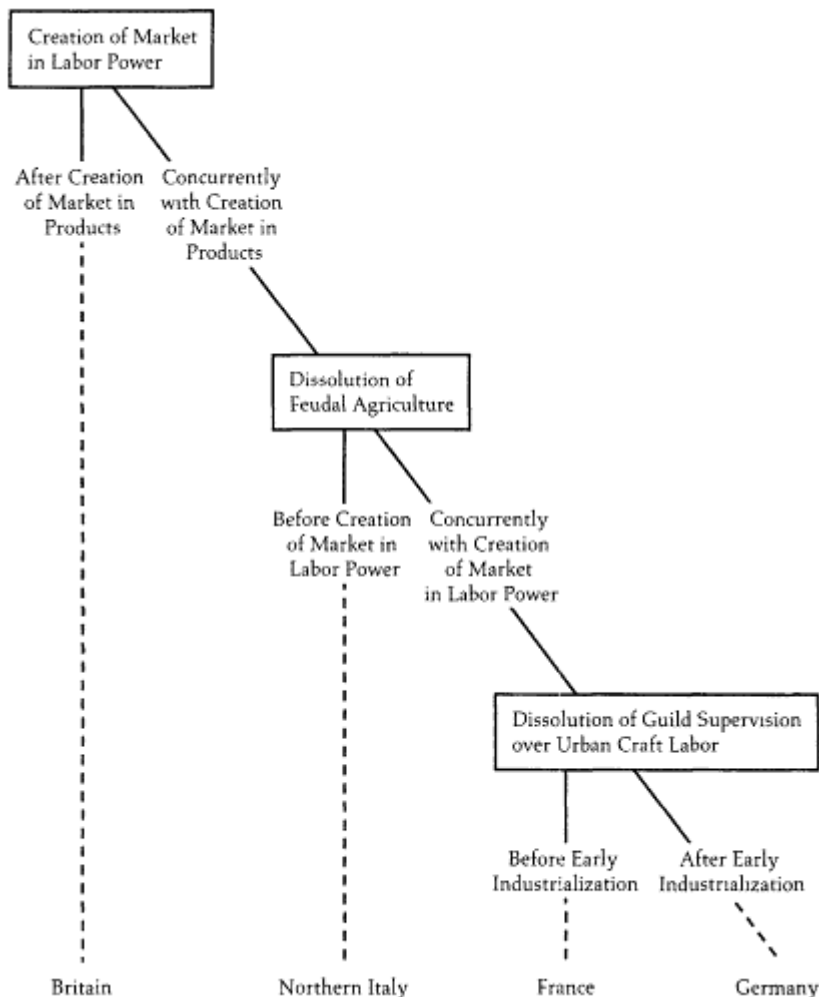 Creation of Market
in Labor Power
After Creation
of Market in
Products
Concurrently
with Creation
of Market in
Products
Dissolution of
Feudal Agriculture
Before Creation
of Market in
Labor Power
Concurrently
with Creation
of Market
in Labor Power
Dissolution of Guild Supervision
over Urban Craft Labor
Before Early
Industrialization
After Early
Industrialization
Britain
Northern Italy
France
Germany